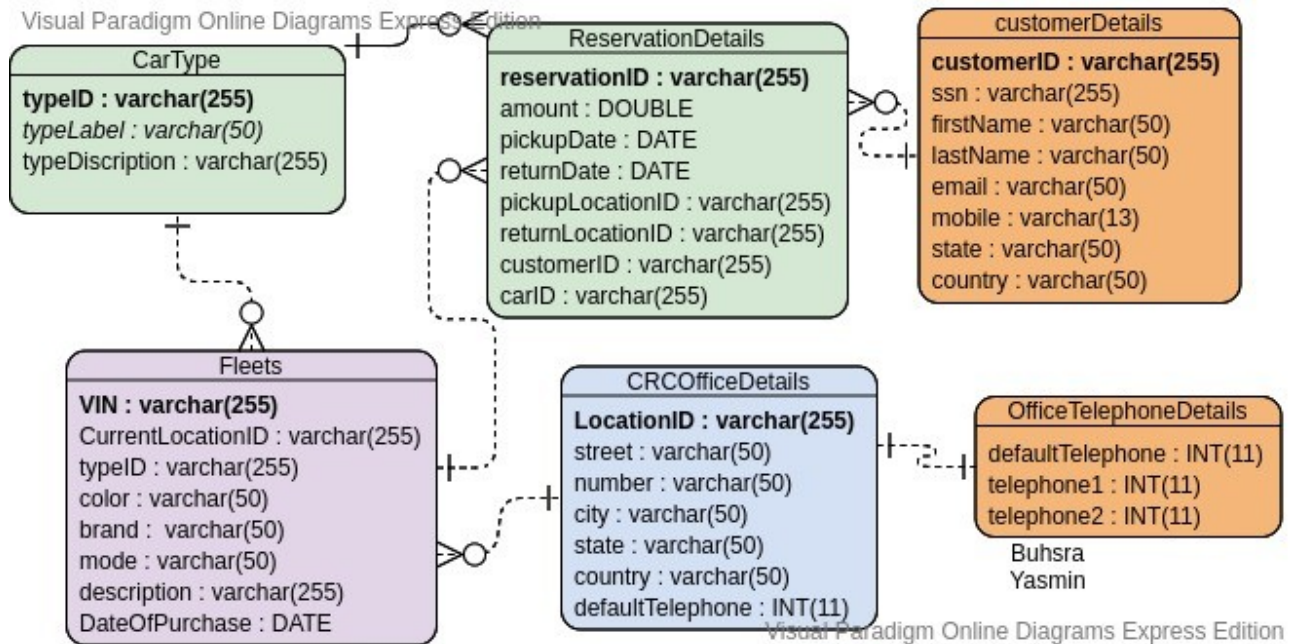 Visual Paradigm Online Diagrams Express Edition
CarType
typeID : varchar(255)
typeLabel : varchar(50)
typeDiscription : varchar(255)
ReservationDetails
reservationID : varchar(255)
amount : DOUBLE
pickupDate : DATE
returnDate : DATE
pickupLocationID : varchar(255)
returnLocationID : varchar(255)
customerID : varchar(255)
carID : varchar(255)
customerDetails
customerID : varchar(255)
ssn : varchar(255)
firstName : varchar(50)
lastName : varchar(50)
email : varchar(50)
mobile : varchar(13)
state : varchar(50)
country : varchar(50)
Fleets
VIN : varchar(255)
CurrentLocationID : varchar(255)
typeID : varchar(255)
color : varchar(50)
brand : varchar(50)
mode : varchar(50)
description : varchar(255)
DateOfPurchase : DATE
CRCOfficeDetails
LocationID : varchar(255)
street : varchar(50)
number : varchar(50)
city : varchar(50)
state : varchar(50)
country : varchar(50)
defaultTelephone : INT(11)
OfficeTelephoneDetails
defaultTelephone : INT(11)
telephone1 : INT(11)
telephone2 : INT(11)
Buhsra
Yasmin
Visual Paradigm Online Diagrams Express Edition